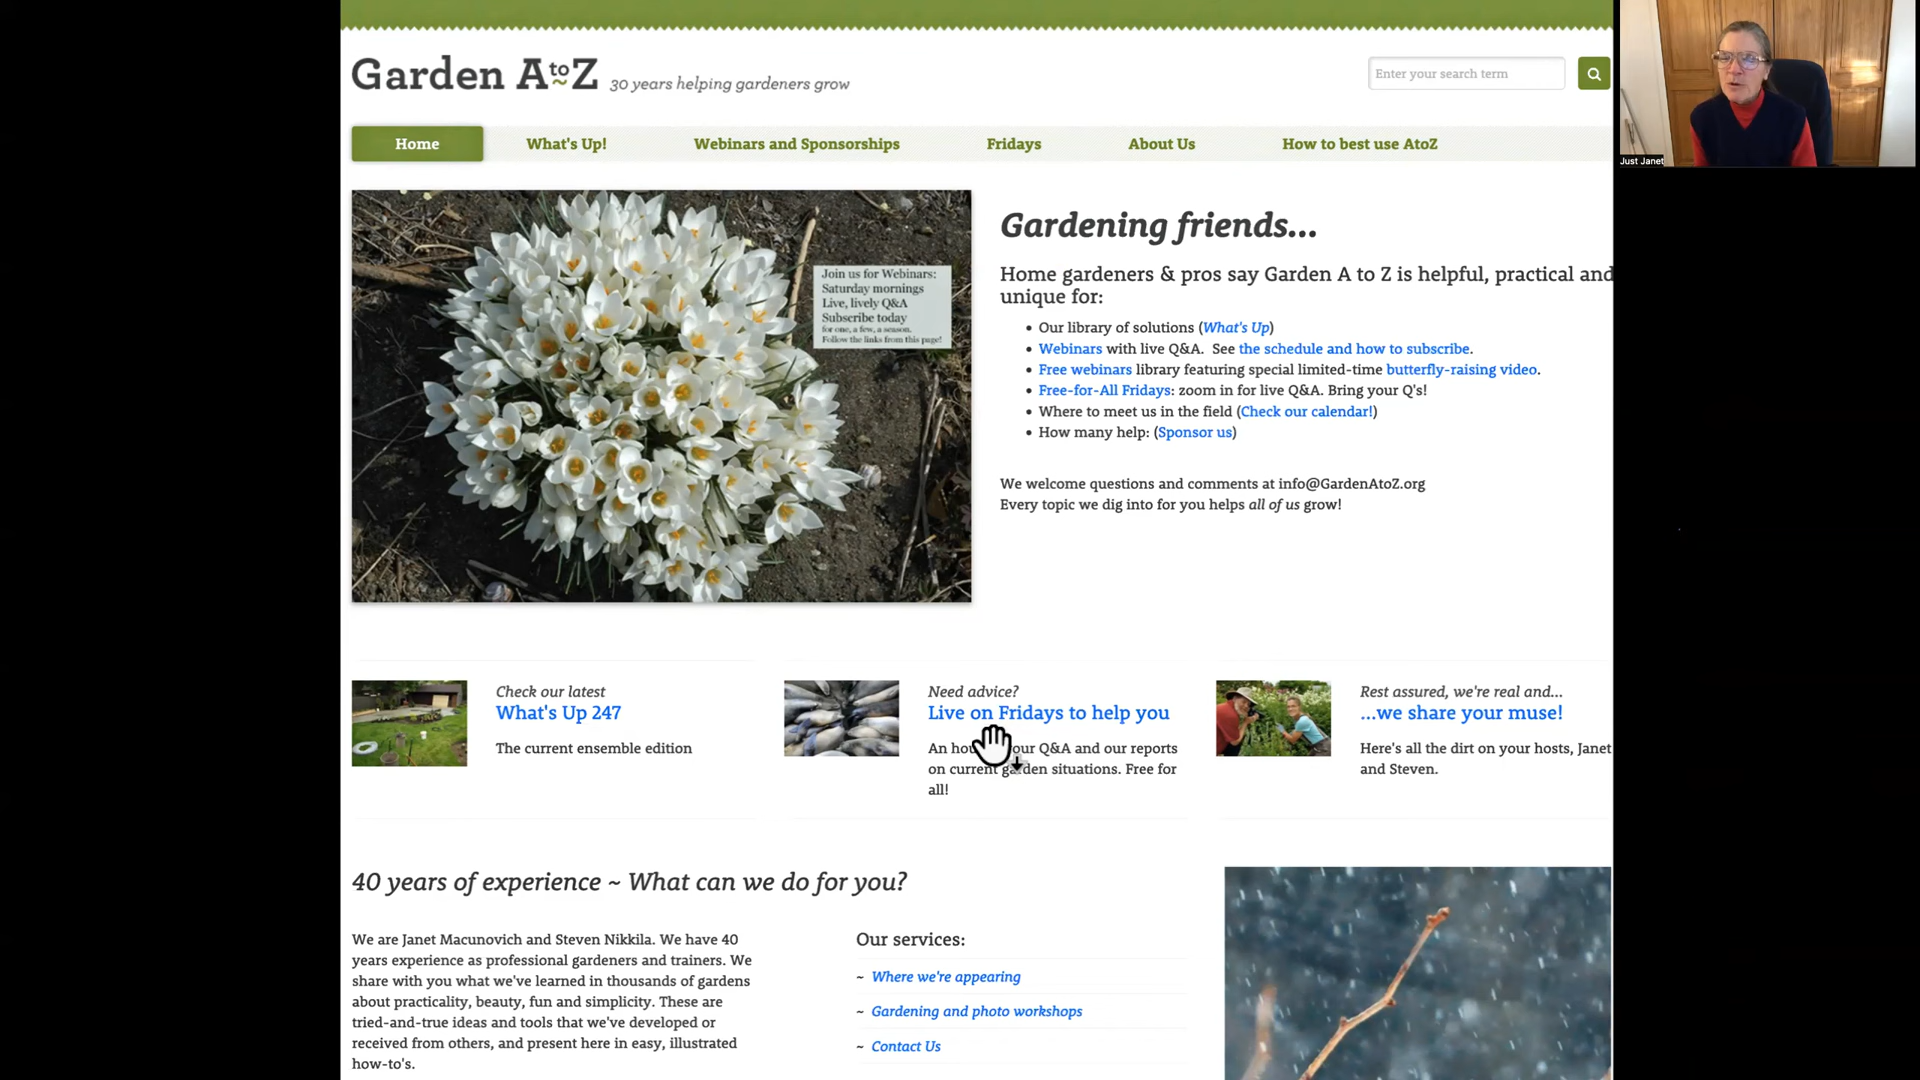 Garden AtoZ 30 years helping gardeners grow
Enter your search term
Just Janet
Home What's Up! Webinars and Sponsorships Fridays About Us How to best use AtoZ
Join us for Webinars:
Saturday mornings
Live, lively Q&A
Subscribe today
for one, a few, a season.
Follow the links from this page!
Gardening friends...
Home gardeners & pros say Garden A to Z is helpful, practical and
unique for:
• Our library of solutions (What's Up)
• Webinars with live Q&A. See the schedule and how to subscribe.
• Free webinars library featuring special limited-time butterfly-raising video.
• Free-for-All Fridays: zoom in for live Q&A. Bring your Q's!
• Where to meet us in the field (Check our calendar!)
• How many help: (Sponsor us)
We welcome questions and comments at info@GardenAtoZ.org
Every topic we dig into for you helps all of us grow!
Check our latest
What's Up 247
The current ensemble edition
Need advice?
Live on Fridays to help you
An hou our Q&A and our reports
on current garden situations. Free for
all!
Rest assured, we're real and...
...we share your muse!
Here's all the dirt on your hosts, Janet
and Steven.
40 years of experience ~ What can we do for you?
We are Janet Macunovich and Steven Nikkila. We have 40
years experience as professional gardeners and trainers. We
share with you what we've learned in thousands of gardens
about practicality, beauty, fun and simplicity. These are
tried-and-true ideas and tools that we've developed or
received from others, and present here in easy, illustrated
how-to's.
Our services:
~ Where we're appearing
~ Gardening and photo workshops
~ Contact Us